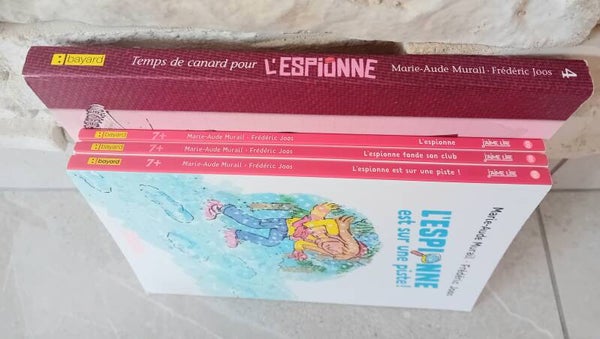 bayard Temps de canard pour L'ESPIONNE Marie-Aude Murail · Frédéric Joos 4
bayard 7+ Marie-Aude Murail - Frédéric Joos L'espionne J'AIME LIRE
bayard 7+ Marie-Aude Murail - Frédéric Joos L'espionne fonde son club J'AIME LIRE
bayard 7+ Marie-Aude Murail - Frédéric Joos L'espionne est sur une piste ! J'AIME LIRE
Marie-Aude Murail Frédéric Joos
L'ESPIONNE
est sur une piste!